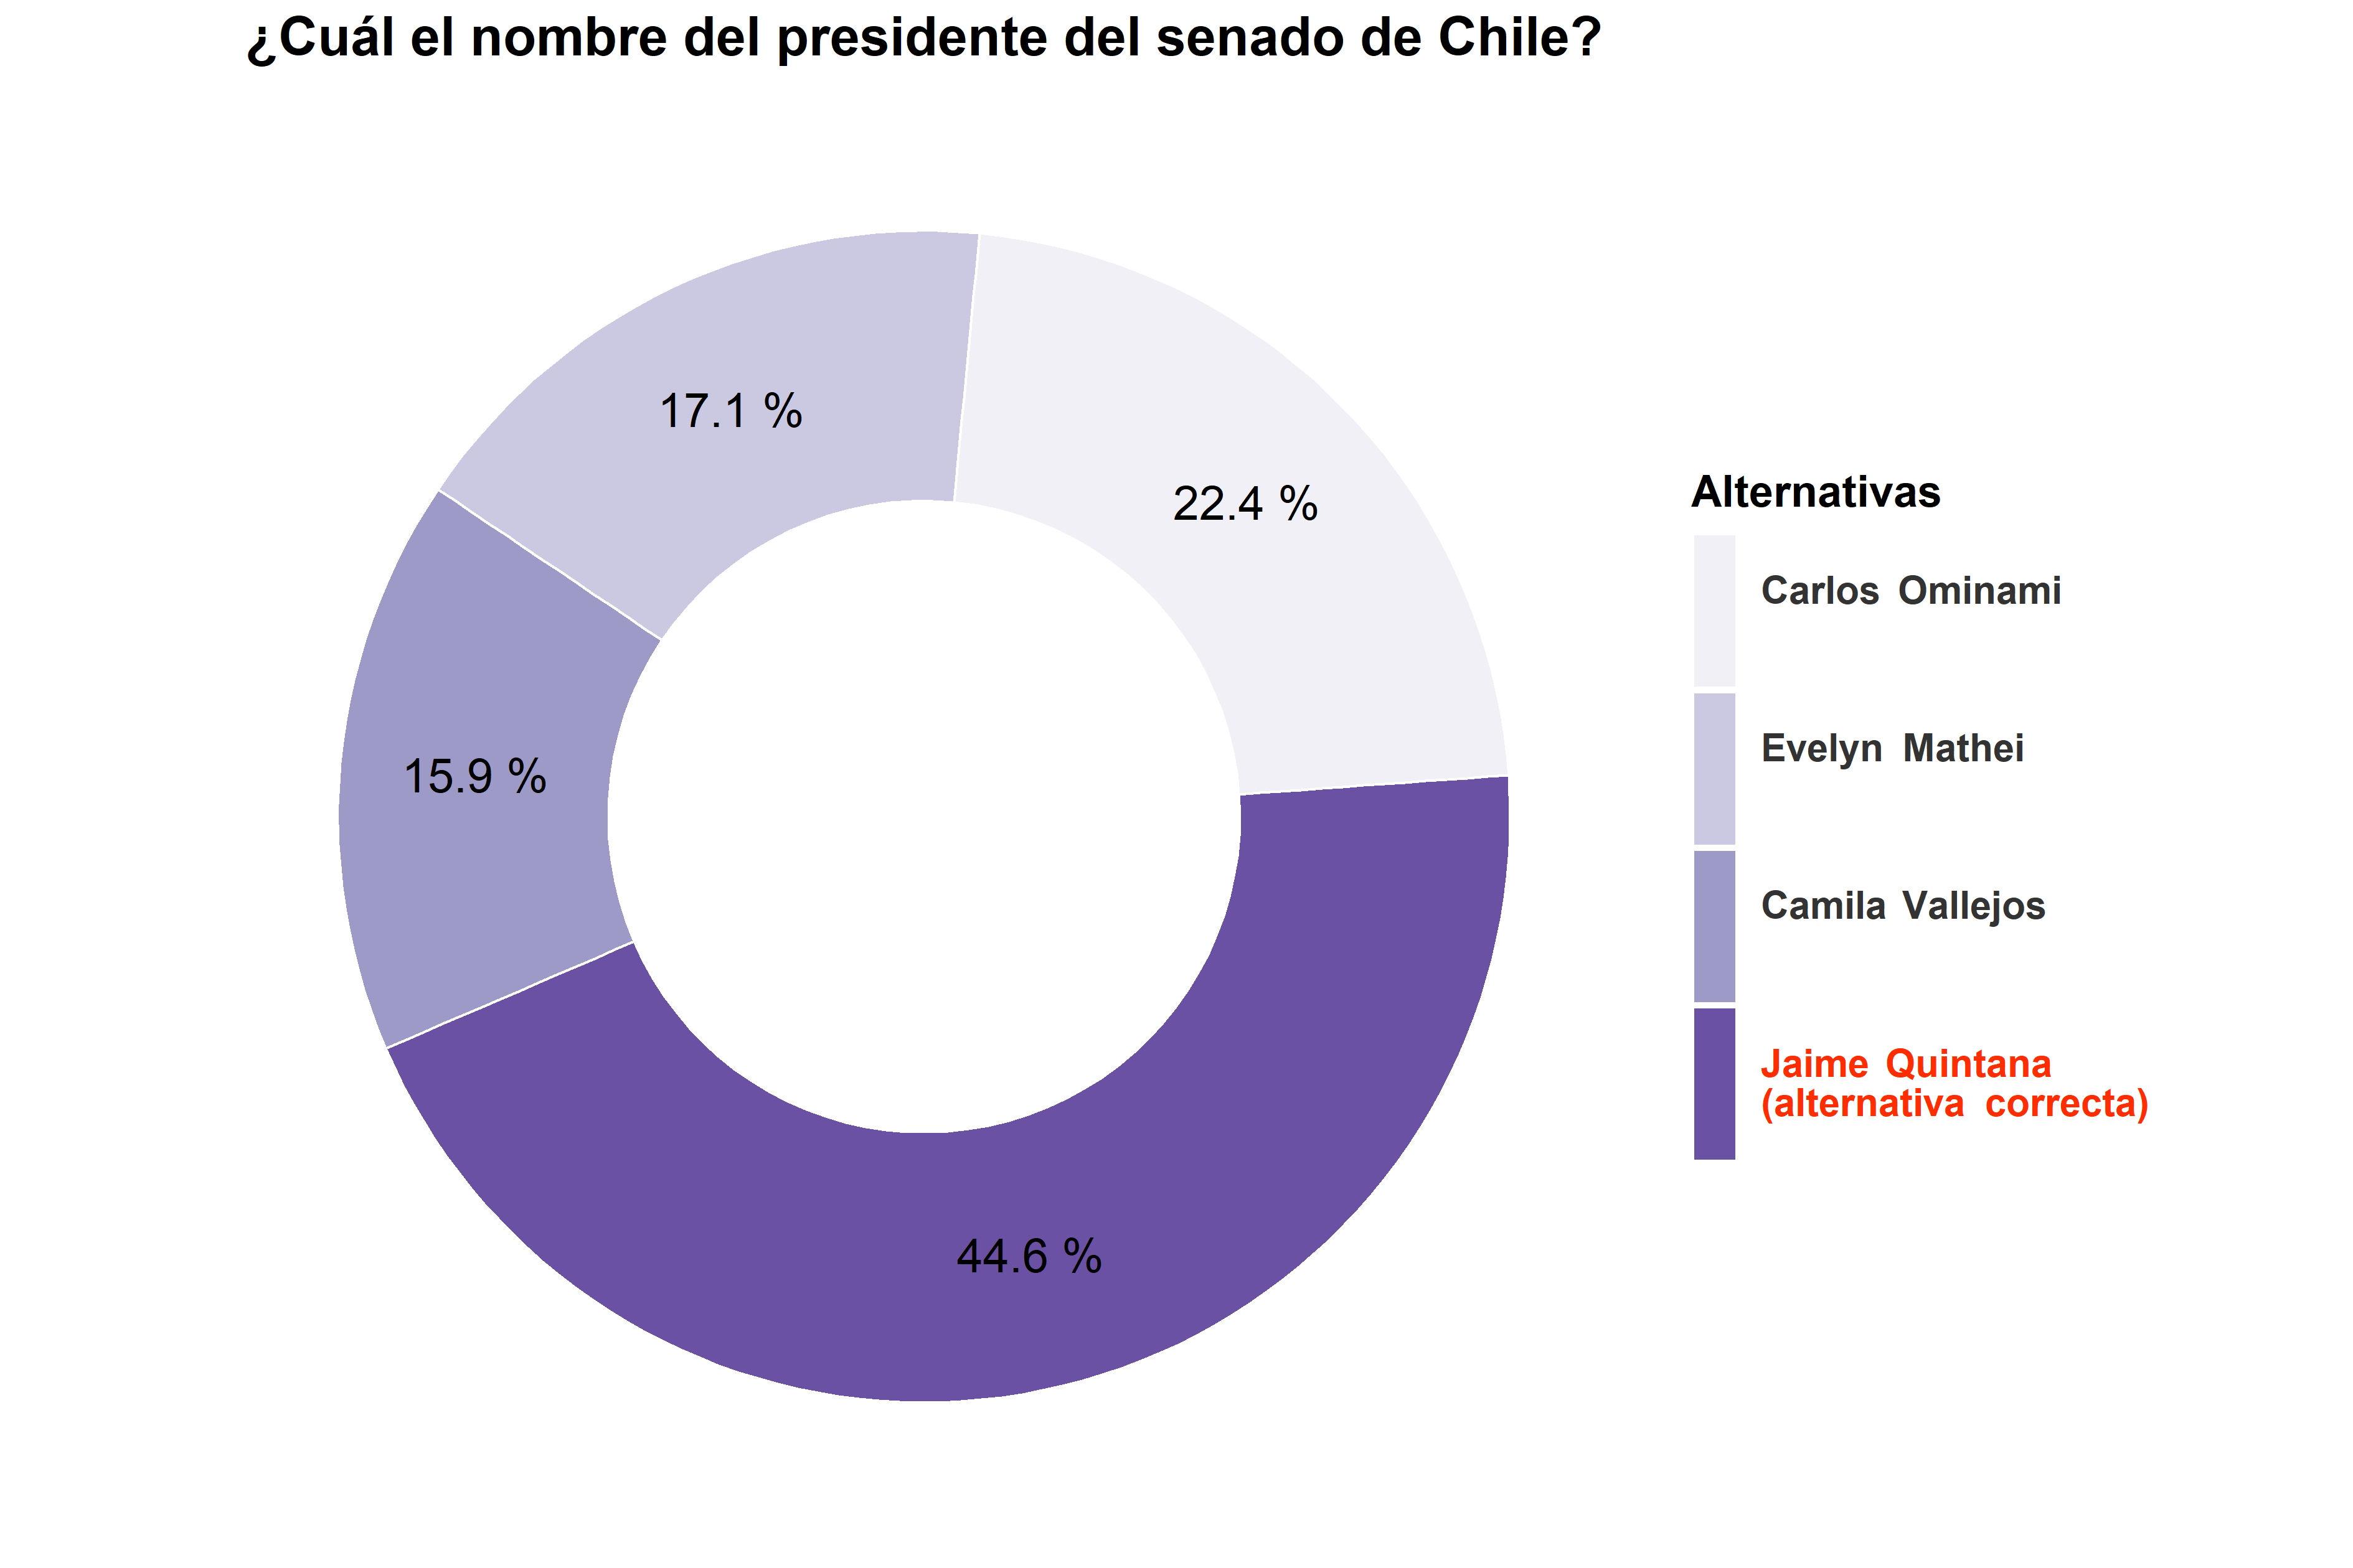 ¿Cuál el nombre del presidente del senado de Chile?
17.1 %
22.4 %
15.9 %
44.6 %
Alternativas
Carlos Ominami
Evelyn Mathei
Camila Vallejos
Jaime Quintana
(alternativa correcta)